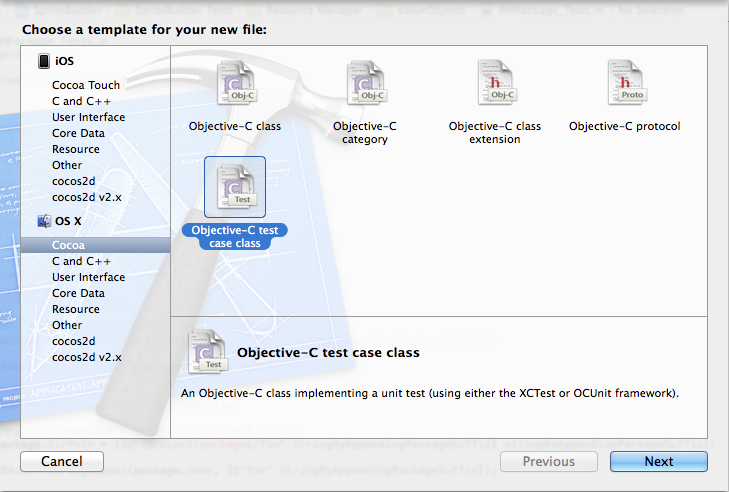 Choose a template for your new file:
iOS
Cocoa Touch
C and C++
User Interface
Core Data
Resource
Other
cocos2d
cocos2d v2.x
OS X
Cocoa
C and C++
User Interface
Core Data
Resource
Other
cocos2d
cocos2d v2.x
Obj-C
Obj-C
Obj-C
Proto
Objective-C class
Objective-C
category
Objective-C class
extension
Objective-C protocol
Test
Objective-C test
case class
Test
Objective-C test case class
An Objective-C class implementing a unit test (using either the XCTest or OCUnit framework).
Cancel
Previous
Next